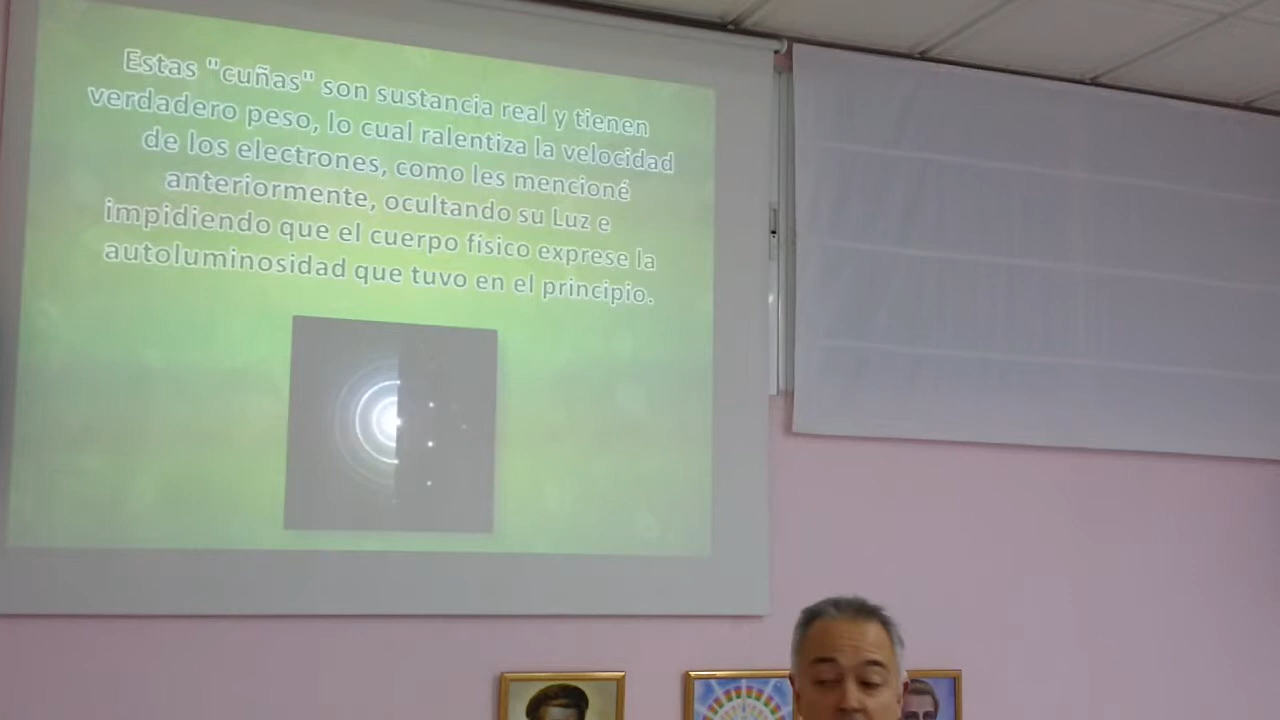 Estas "cuñas" son sustancia real y tienen
verdadero peso, lo cual ralentiza la velocidad
de los electrones, como les mencioné
anteriormente, ocultando su Luz e
impidiendo que el cuerpo físico exprese la
autoluminosidad que tuvo en el principio.